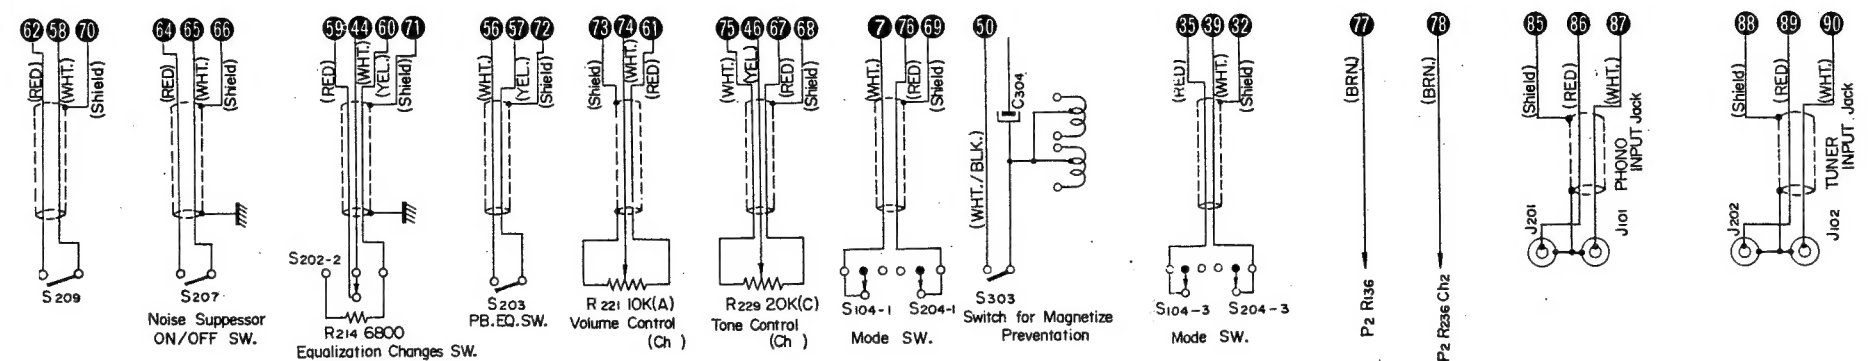 62 58 70
(RED)
(WHT.)
(Shield)
S209
64 65 66
(RED)
(WHT.)
(Shield)
S207
Noise Suppessor
ON/OFF SW.
59 44 60 71
(RED)
(WHT.)
(YEL.)
(Shield)
S202-2
R214 6800
Equalization Changes SW.
56 57 72
(WHT.)
(YEL.)
(Shield)
S203
PB.EQ.SW.
73 74 61
(Shield)
(WHT.)
(RED)
R221 10K(A)
Volume Control
(Ch )
75 46 67 68
(WHT.)
(YEL.)
(RED)
(Shield)
R229 20K(C)
Tone Control
(Ch )
7 76 69
(WHT.)
(RED)
(Shield)
S104-1 S204-1
Mode SW.
50
C304
(WHT./BLK.)
S303
Switch for Magnetize
Preventation
35 39 32
(RED)
(WHT.)
(Shield)
S104-3 S204-3
Mode SW.
77
(BRN.)
P2 R136
78
(BRN.)
P2 R236 Ch2
85 86 87
(Shield)
(RED)
(WHT.)
PHONO
INPUT Jack
J201
J101
88 89 90
(Shield)
(RED)
(WHT.)
TUNER
INPUT Jack
J202
J102